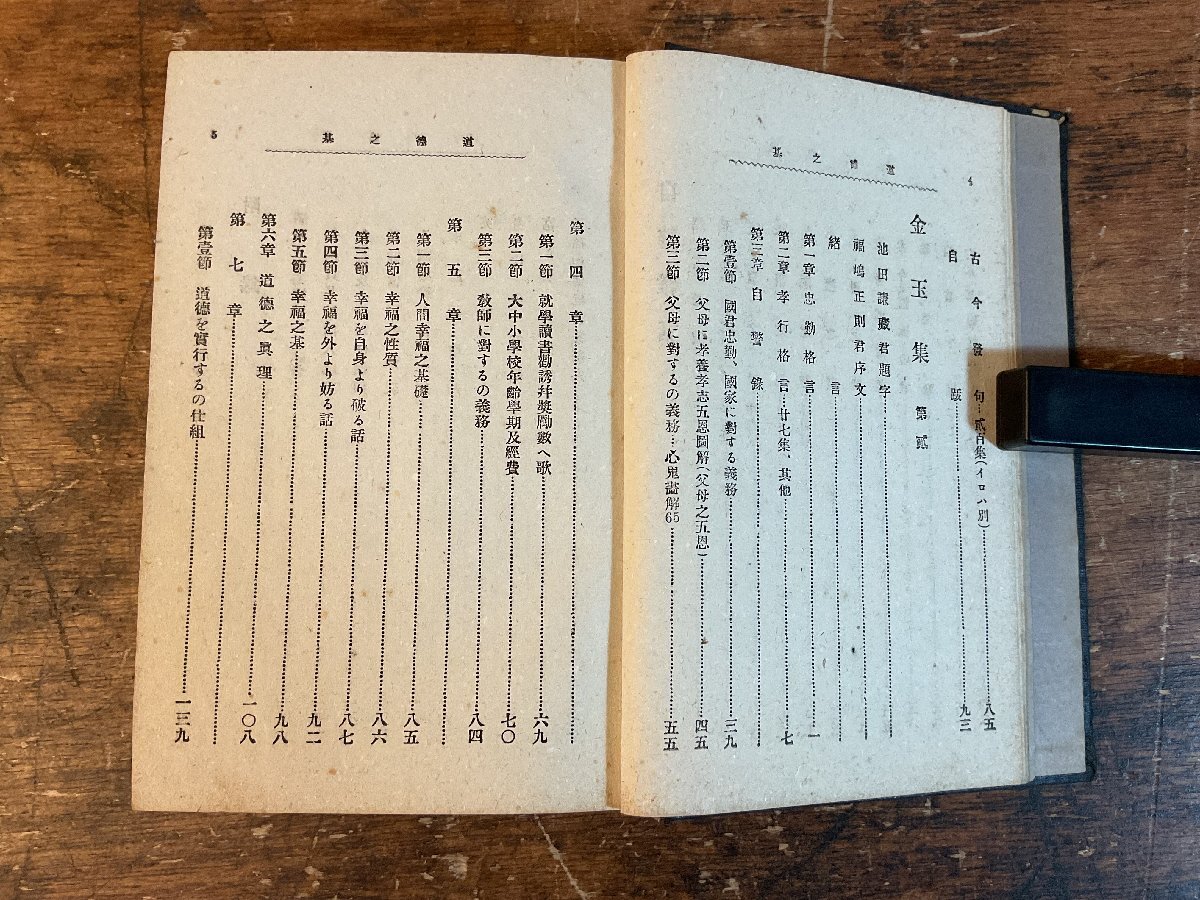 道德之基
4
古今發句…貳百集(イロハ別)……八五
自跋……九三
金玉集 第貳
池田謙藏君題字……
福嶋正則君序文……
緖言……
第一章 忠勤格言……一
第二章 孝行格言…廿七集、其他……七
第三章 自警錄……
第壹節 國君忠勤、國家に對する義務……三九
第二節 父母に孝養孝志五恩圖解(父母之五恩)……四五
第三節 父母に對するの義務…心鬼畵解65……五五
道德之基
5
第四章……
第一節 就學讀書勸誘幷奬勵數へ歌……六九
第二節 大中小學校年齡學期及經費……七〇
第三節 敎師に對するの義務……八四
第五章……
第一節 人間幸福之基礎……八五
第二節 幸福之性質……八六
第三節 幸福を自身より破る話……八七
第四節 幸福を外より妨る話……九二
第五節 幸福之基……九八
第六章 道德之眞理……一〇八
第七章……
第壹節 道德を實行するの仕組……一三九